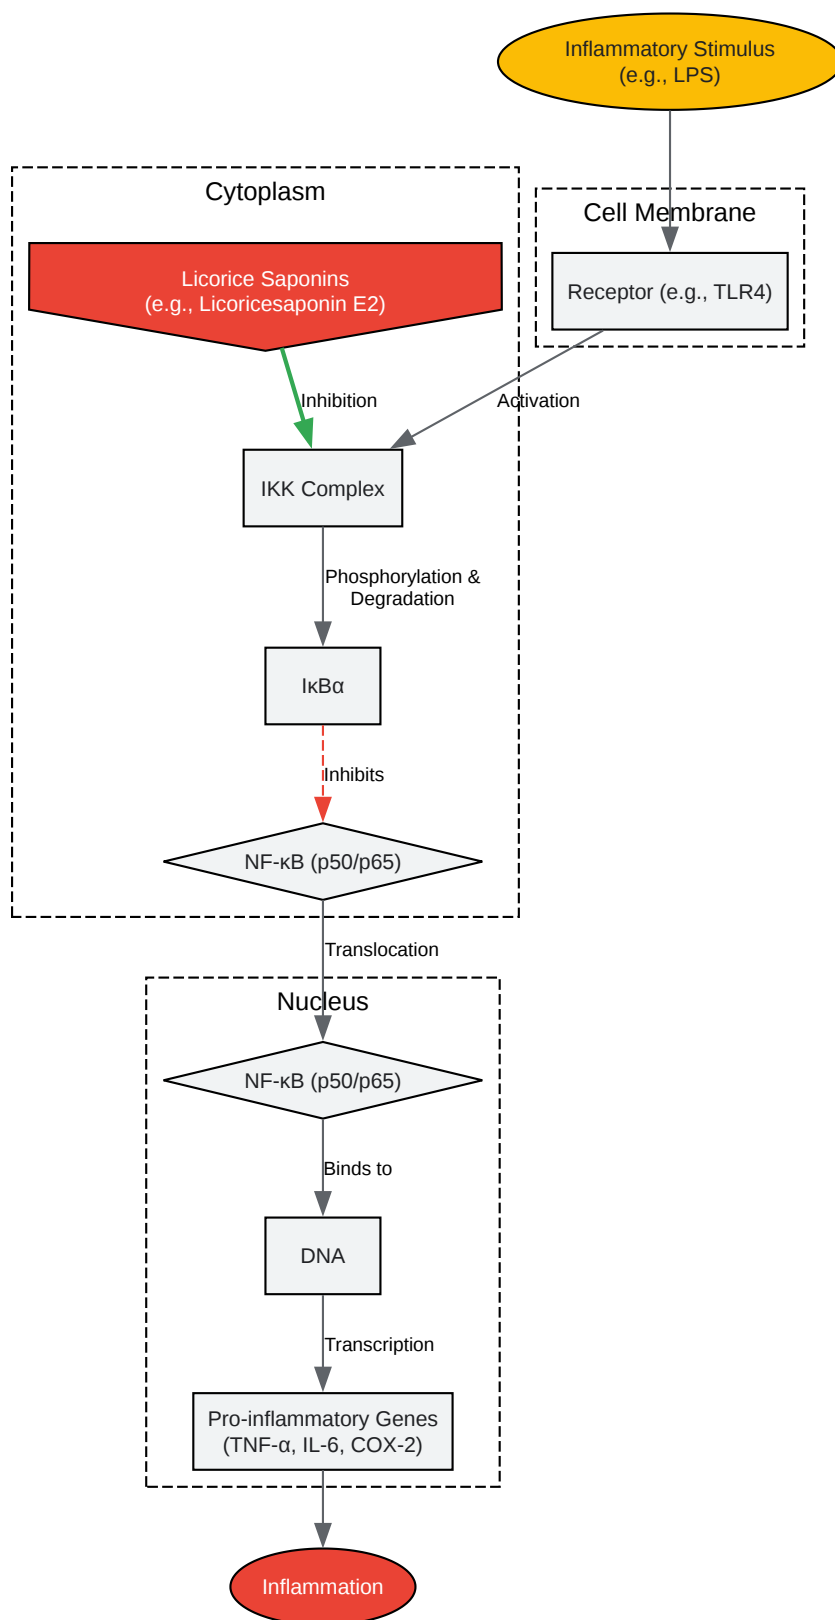 Inflammatory Stimulus
(e.g., LPS)
Cytoplasm
Cell Membrane
Licorice Saponins
(e.g., Licoricesaponin E2)
Receptor (e.g., TLR4)
Inhibition
Activation
IKK Complex
Phosphorylation &
Degradation
IκBα
Inhibits
NF-κB (p50/p65)
Translocation
Nucleus
NF-κB (p50/p65)
Binds to
DNA
Transcription
Pro-inflammatory Genes
(TNF-α, IL-6, COX-2)
Inflammation